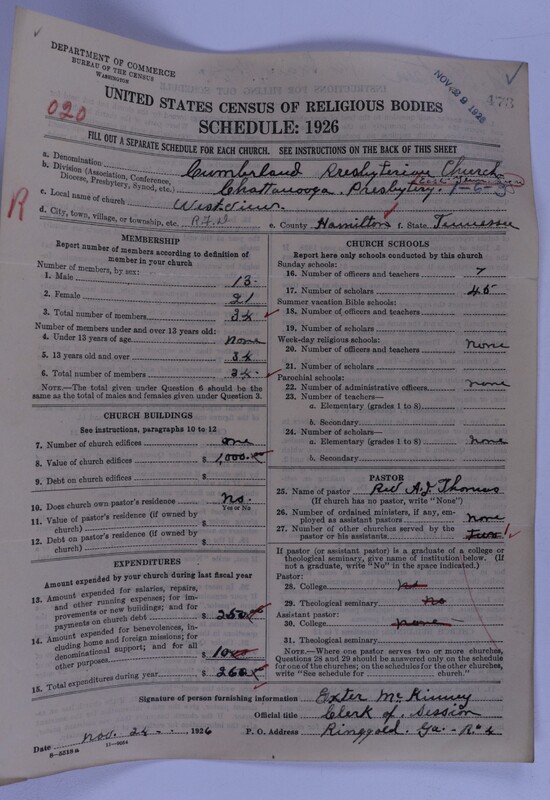 DEPARTMENT OF COMMERCE
BUREAU OF THE CENSUS
WASHINGTON
NOV 29 1926
473
020
UNITED STATES CENSUS OF RELIGIOUS BODIES
SCHEDULE: 1926
FILL OUT A SEPARATE SCHEDULE FOR EACH CHURCH. SEE INSTRUCTIONS ON THE BACK OF THIS SHEET
a. Denomination Cumberland Presbyterian Church
b. Division (Association, Conference, Diocese, Presbytery, Synod, etc.) Chattanooga Presbytery 1-6-3
c. Local name of church Westview
R
d. City, town, village, or township, etc. R.F.D. e. County Hamilton f. State Tennessee
MEMBERSHIP
Report number of members according to definition of member in your church
Number of members, by sex:
1. Male 13
2. Female 21
3. Total number of members 34
Number of members under and over 13 years old:
4. Under 13 years of age None
5. 13 years old and over 34
6. Total number of members 34
NOTE.—The total given under Question 6 should be the same as the total of males and females given under Question 3.
CHURCH BUILDINGS
See instructions, paragraphs 10 to 12
7. Number of church edifices one
8. Value of church edifices $ 1,000.00
9. Debt on church edifices $
10. Does church own pastor's residence? no.
Yes or No
11. Value of pastor's residence (if owned by church) $
12. Debt on pastor's residence (if owned by church) $
EXPENDITURES
Amount expended by your church during last fiscal year
13. Amount expended for salaries, repairs, and other running expenses; for improvements or new buildings; and for payments on church debt $ 250
14. Amount expended for benevolences, including home and foreign missions; for denominational support; and for all other purposes $ 10
15. Total expenditures during year $ 260
CHURCH SCHOOLS
Report here only schools conducted by this church
Sunday schools:
16. Number of officers and teachers 7
17. Number of scholars 45
Summer vacation Bible schools:
18. Number of officers and teachers
19. Number of scholars
Week-day religious schools:
20. Number of officers and teachers none
21. Number of scholars
Parochial schools:
22. Number of administrative officers none
23. Number of teachers—
a. Elementary (grades 1 to 8)
b. Secondary
24. Number of scholars—
a. Elementary (grades 1 to 8) none
b. Secondary
PASTOR
25. Name of pastor Rev A.J. Thomas
(If church has no pastor, write "None")
26. Number of ordained ministers, if any, employed as assistant pastors none
27. Number of other churches served by the pastor or his assistants 1
If pastor (or assistant pastor) is a graduate of a college or theological seminary, give name of institution below. (If not a graduate, write "No" in the space indicated.)
Pastor:
28. College no
29. Theological seminary no
Assistant pastor:
30. College none
31. Theological seminary
NOTE.—Where one pastor serves two or more churches, Questions 28 and 29 should be answered only on the schedule for one of the churches; on the schedules for the other churches, write "See schedule for church."
Signature of person furnishing information Exter McKinney
Official title Clerk of Session
Date nov. 24 1926 P. O. Address Ringgold Ga - R#4
8-5518a 11-9084